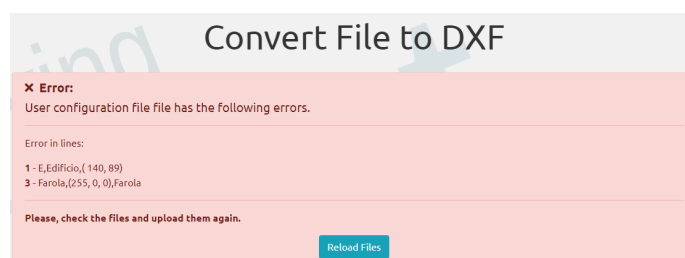 Convert File to DXF
× Error:
User configuration file file has the following errors.
Error in lines:
1 - E,Edificio,( 140, 89)
3 - Farola,(255, 0, 0),Farola
Please, check the files and upload them again.
Reload Files